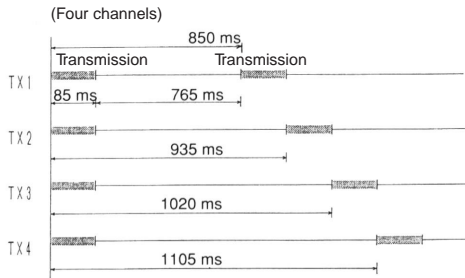 (Four channels)
850 ms
Transmission Transmission
TX1
85 ms 765 ms
TX2
935 ms
TX3
1020 ms
TX4
1105 ms